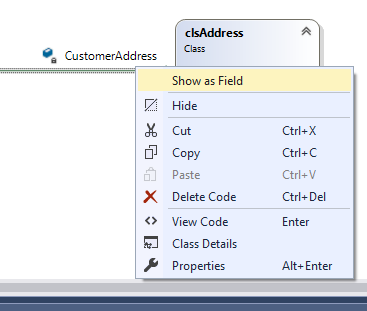 clsAddress
Class
CustomerAddress
Show as Field
Hide
Cut Ctrl+X
Copy Ctrl+C
Paste Ctrl+V
Delete Code Ctrl+Del
View Code Enter
Class Details
Properties Alt+Enter